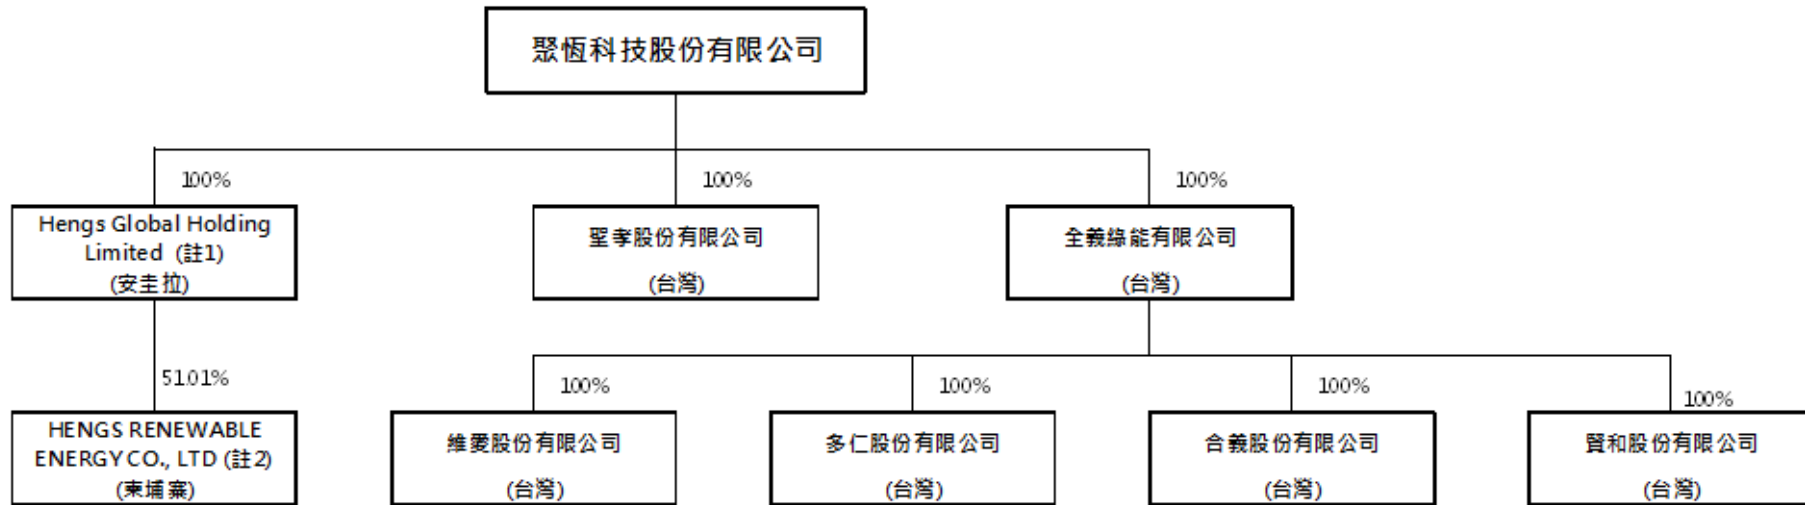 聚恆科技股份有限公司
100%
100%
100%
Hengs Global Holding
Limited (註1)
(安圭拉)
聖孝股份有限公司
(台灣)
全義綠能有限公司
(台灣)
51.01%
100%
100%
100%
100%
HENGS RENEWABLE
ENERGY CO., LTD (註2)
(柬埔寨)
維愛股份有限公司
(台灣)
多仁股份有限公司
(台灣)
合義股份有限公司
(台灣)
賢和股份有限公司
(台灣)